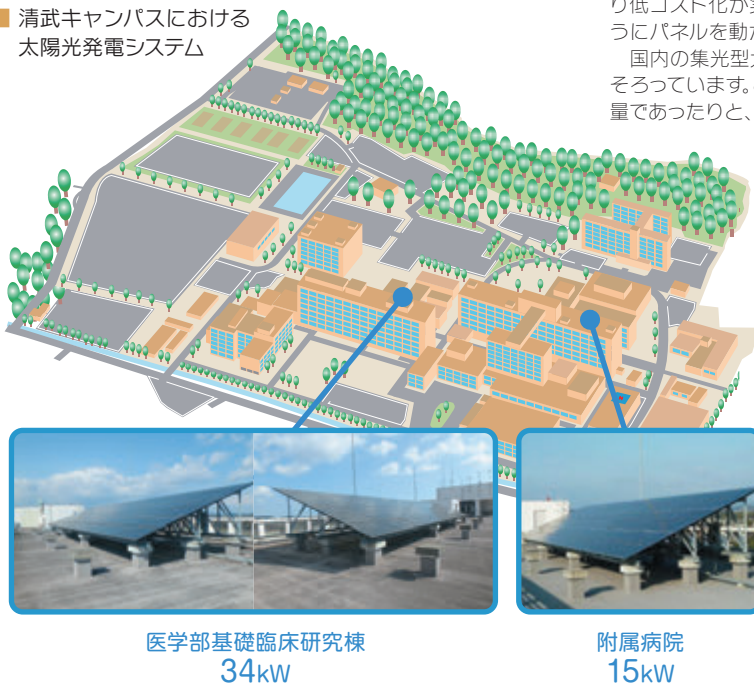 清武キャンパスにおける
太陽光発電システム
り低コスト化が
うにパネルを動か
国内の集光型
そろっています。
量であったりと、
医学部基礎臨床研究棟
34kW
附属病院
15kW